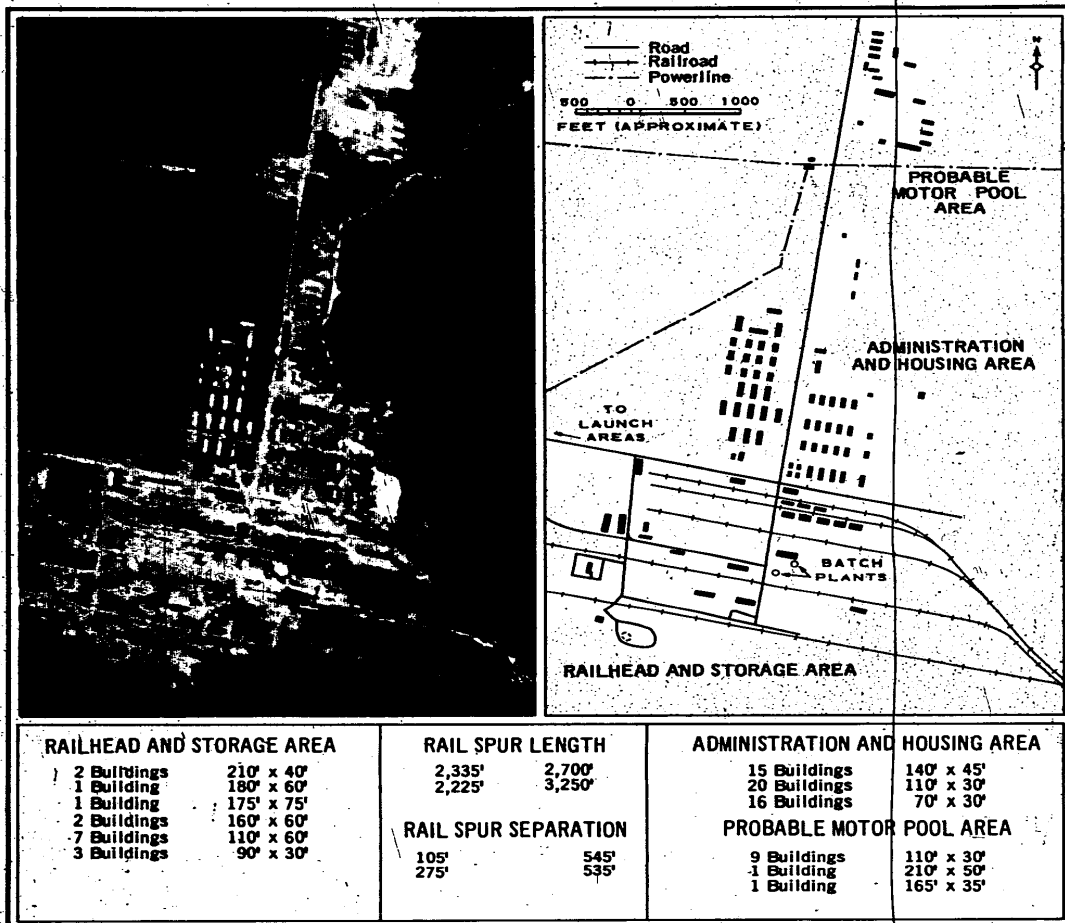 Road
Railroad
Powerline
500 0 500 1000
FEET (APPROXIMATE)
N
PROBABLE
MOTOR POOL
AREA
ADMINISTRATION
AND HOUSING AREA
TO
LAUNCH
AREAS
BATCH
PLANTS
RAILHEAD AND STORAGE AREA
RAILHEAD AND STORAGE AREA
2 Buildings 210' x 40'
1 Building 180' x 60'
1 Building 175' x 75'
2 Buildings 160' x 60'
7 Buildings 110' x 60'
3 Buildings 90' x 30'
RAIL SPUR LENGTH
2,335' 2,700'
2,225' 3,250'
RAIL SPUR SEPARATION
105' 545'
275' 535'
ADMINISTRATION AND HOUSING AREA
15 Buildings 140' x 45'
20 Buildings 110' x 30'
16 Buildings 70' x 30'
PROBABLE MOTOR POOL AREA
9 Buildings 110' x 30'
1 Building 210' x 50'
1 Building 165' x 35'